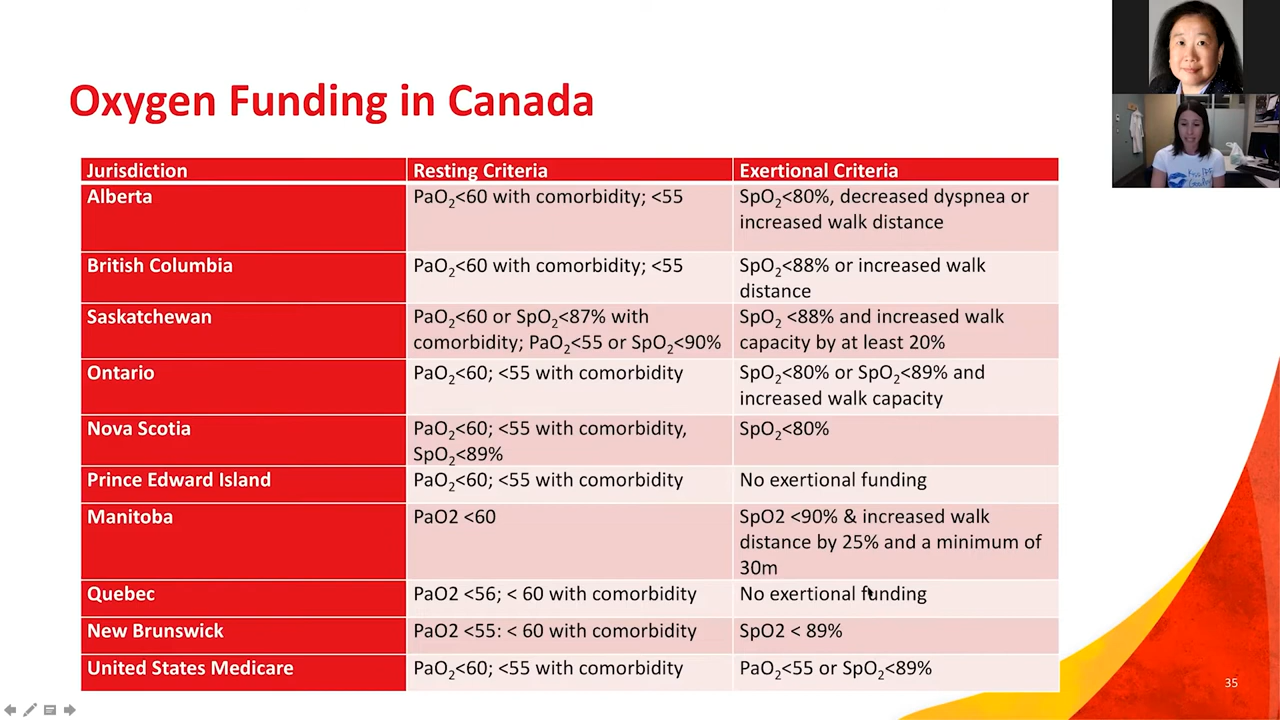 Oxygen Funding in Canada
Jurisdiction
Resting Criteria
Exertional Criteria
Alberta
PaO₂<60 with comorbidity; <55
SpO₂<80%, decreased dyspnea or
increased walk distance
British Columbia
PaO₂<60 with comorbidity; <55
SpO₂<88% or increased walk
distance
Saskatchewan
PaO₂<60 or SpO₂<87% with
comorbidity; PaO₂<55 or SpO₂<90%
SpO₂ <88% and increased walk
capacity by at least 20%
Ontario
PaO₂<60; <55 with comorbidity
SpO₂<80% or SpO₂<89% and
increased walk capacity
Nova Scotia
PaO₂<60; <55 with comorbidity,
SpO₂<89%
SpO₂<80%
Prince Edward Island
PaO₂<60; <55 with comorbidity
No exertional funding
Manitoba
PaO2 <60
SpO2 <90% & increased walk
distance by 25% and a minimum of
30m
Quebec
PaO2 <56; < 60 with comorbidity
No exertional funding
New Brunswick
PaO2 <55: < 60 with comorbidity
SpO2 < 89%
United States Medicare
PaO₂<60; <55 with comorbidity
PaO₂<55 or SpO₂<89%
35